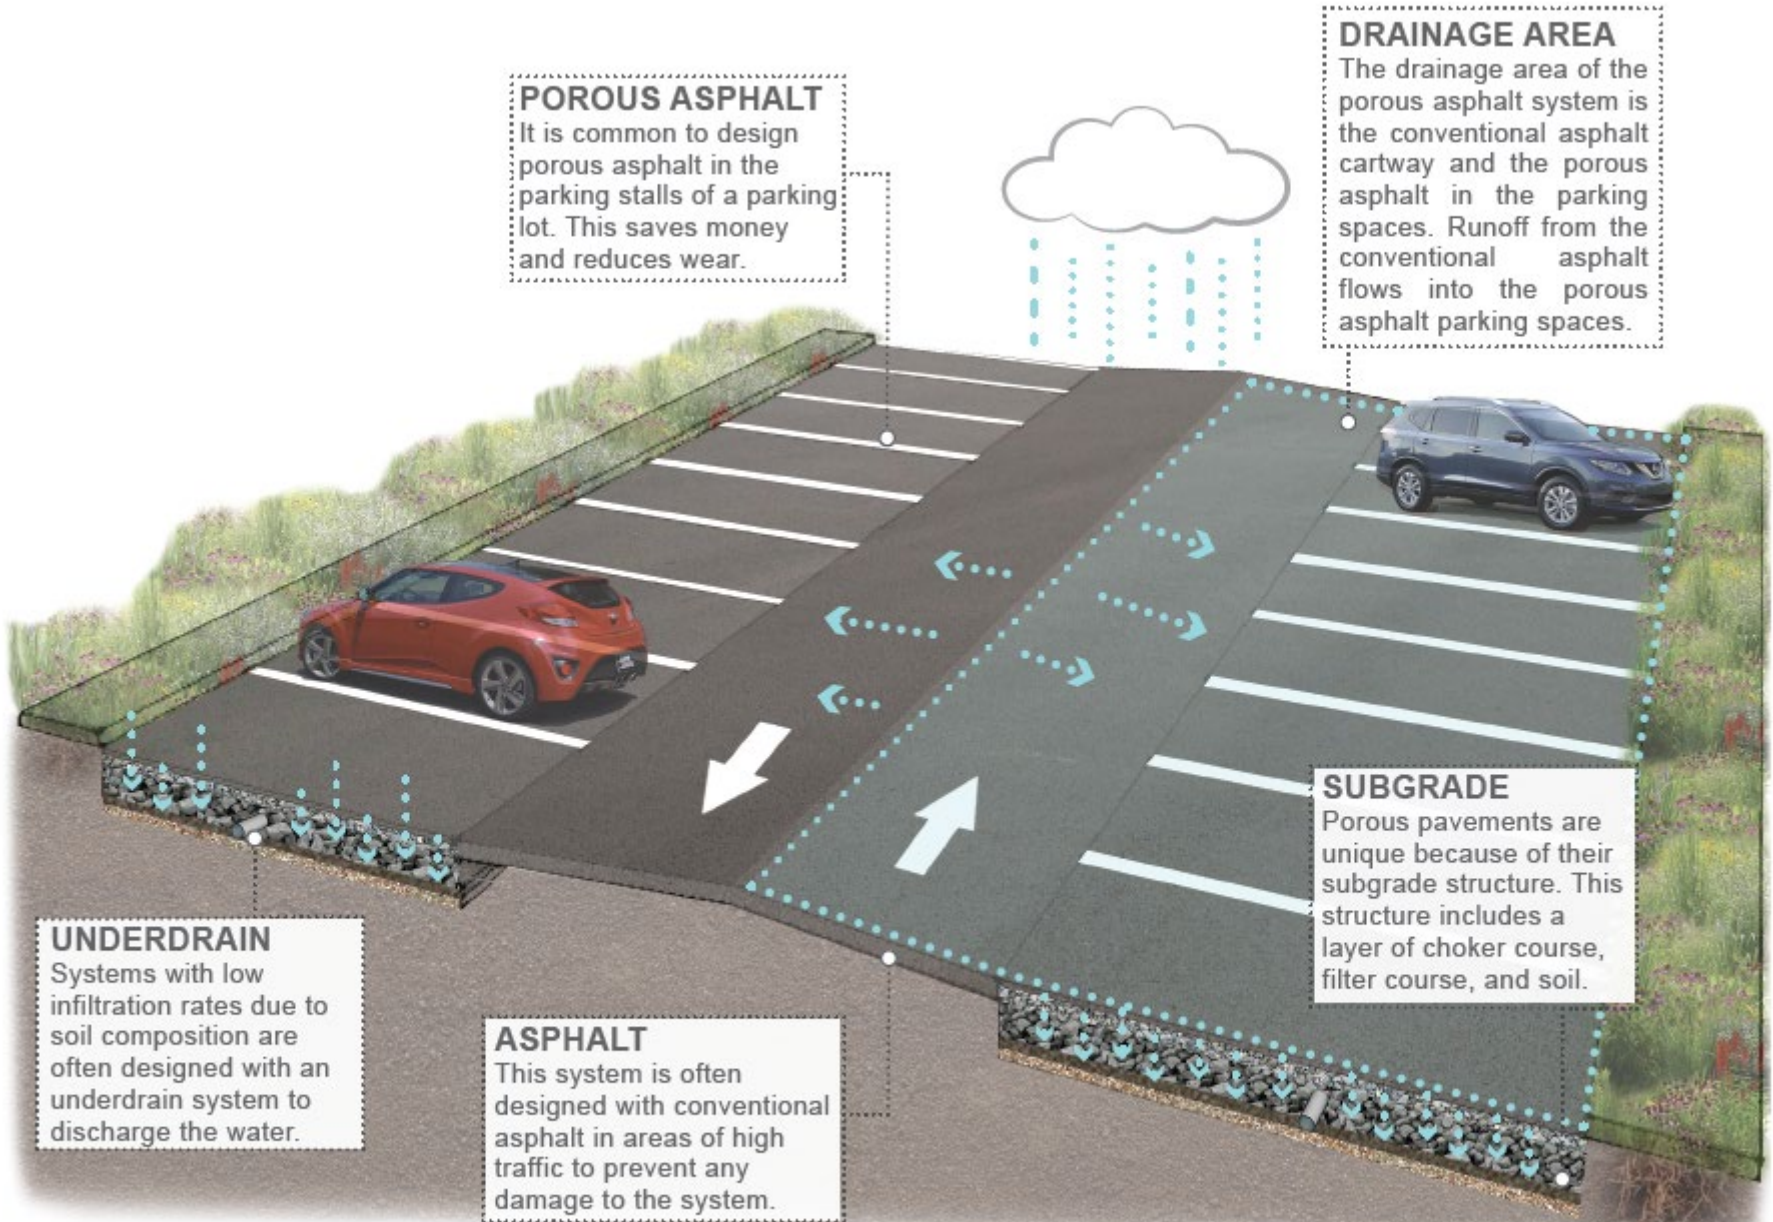 POROUS ASPHALT
It is common to design
porous asphalt in the
parking stalls of a parking
lot. This saves money
and reduces wear.
DRAINAGE AREA
The drainage area of the
porous asphalt system is
the conventional asphalt
cartway and the porous
asphalt in the parking
spaces. Runoff from the
conventional asphalt
flows into the porous
asphalt parking spaces.
UNDERDRAIN
Systems with low
infiltration rates due to
soil composition are
often designed with an
underdrain system to
discharge the water.
ASPHALT
This system is often
designed with conventional
asphalt in areas of high
traffic to prevent any
damage to the system.
SUBGRADE
Porous pavements are
unique because of their
subgrade structure. This
structure includes a
layer of choker course,
filter course, and soil.